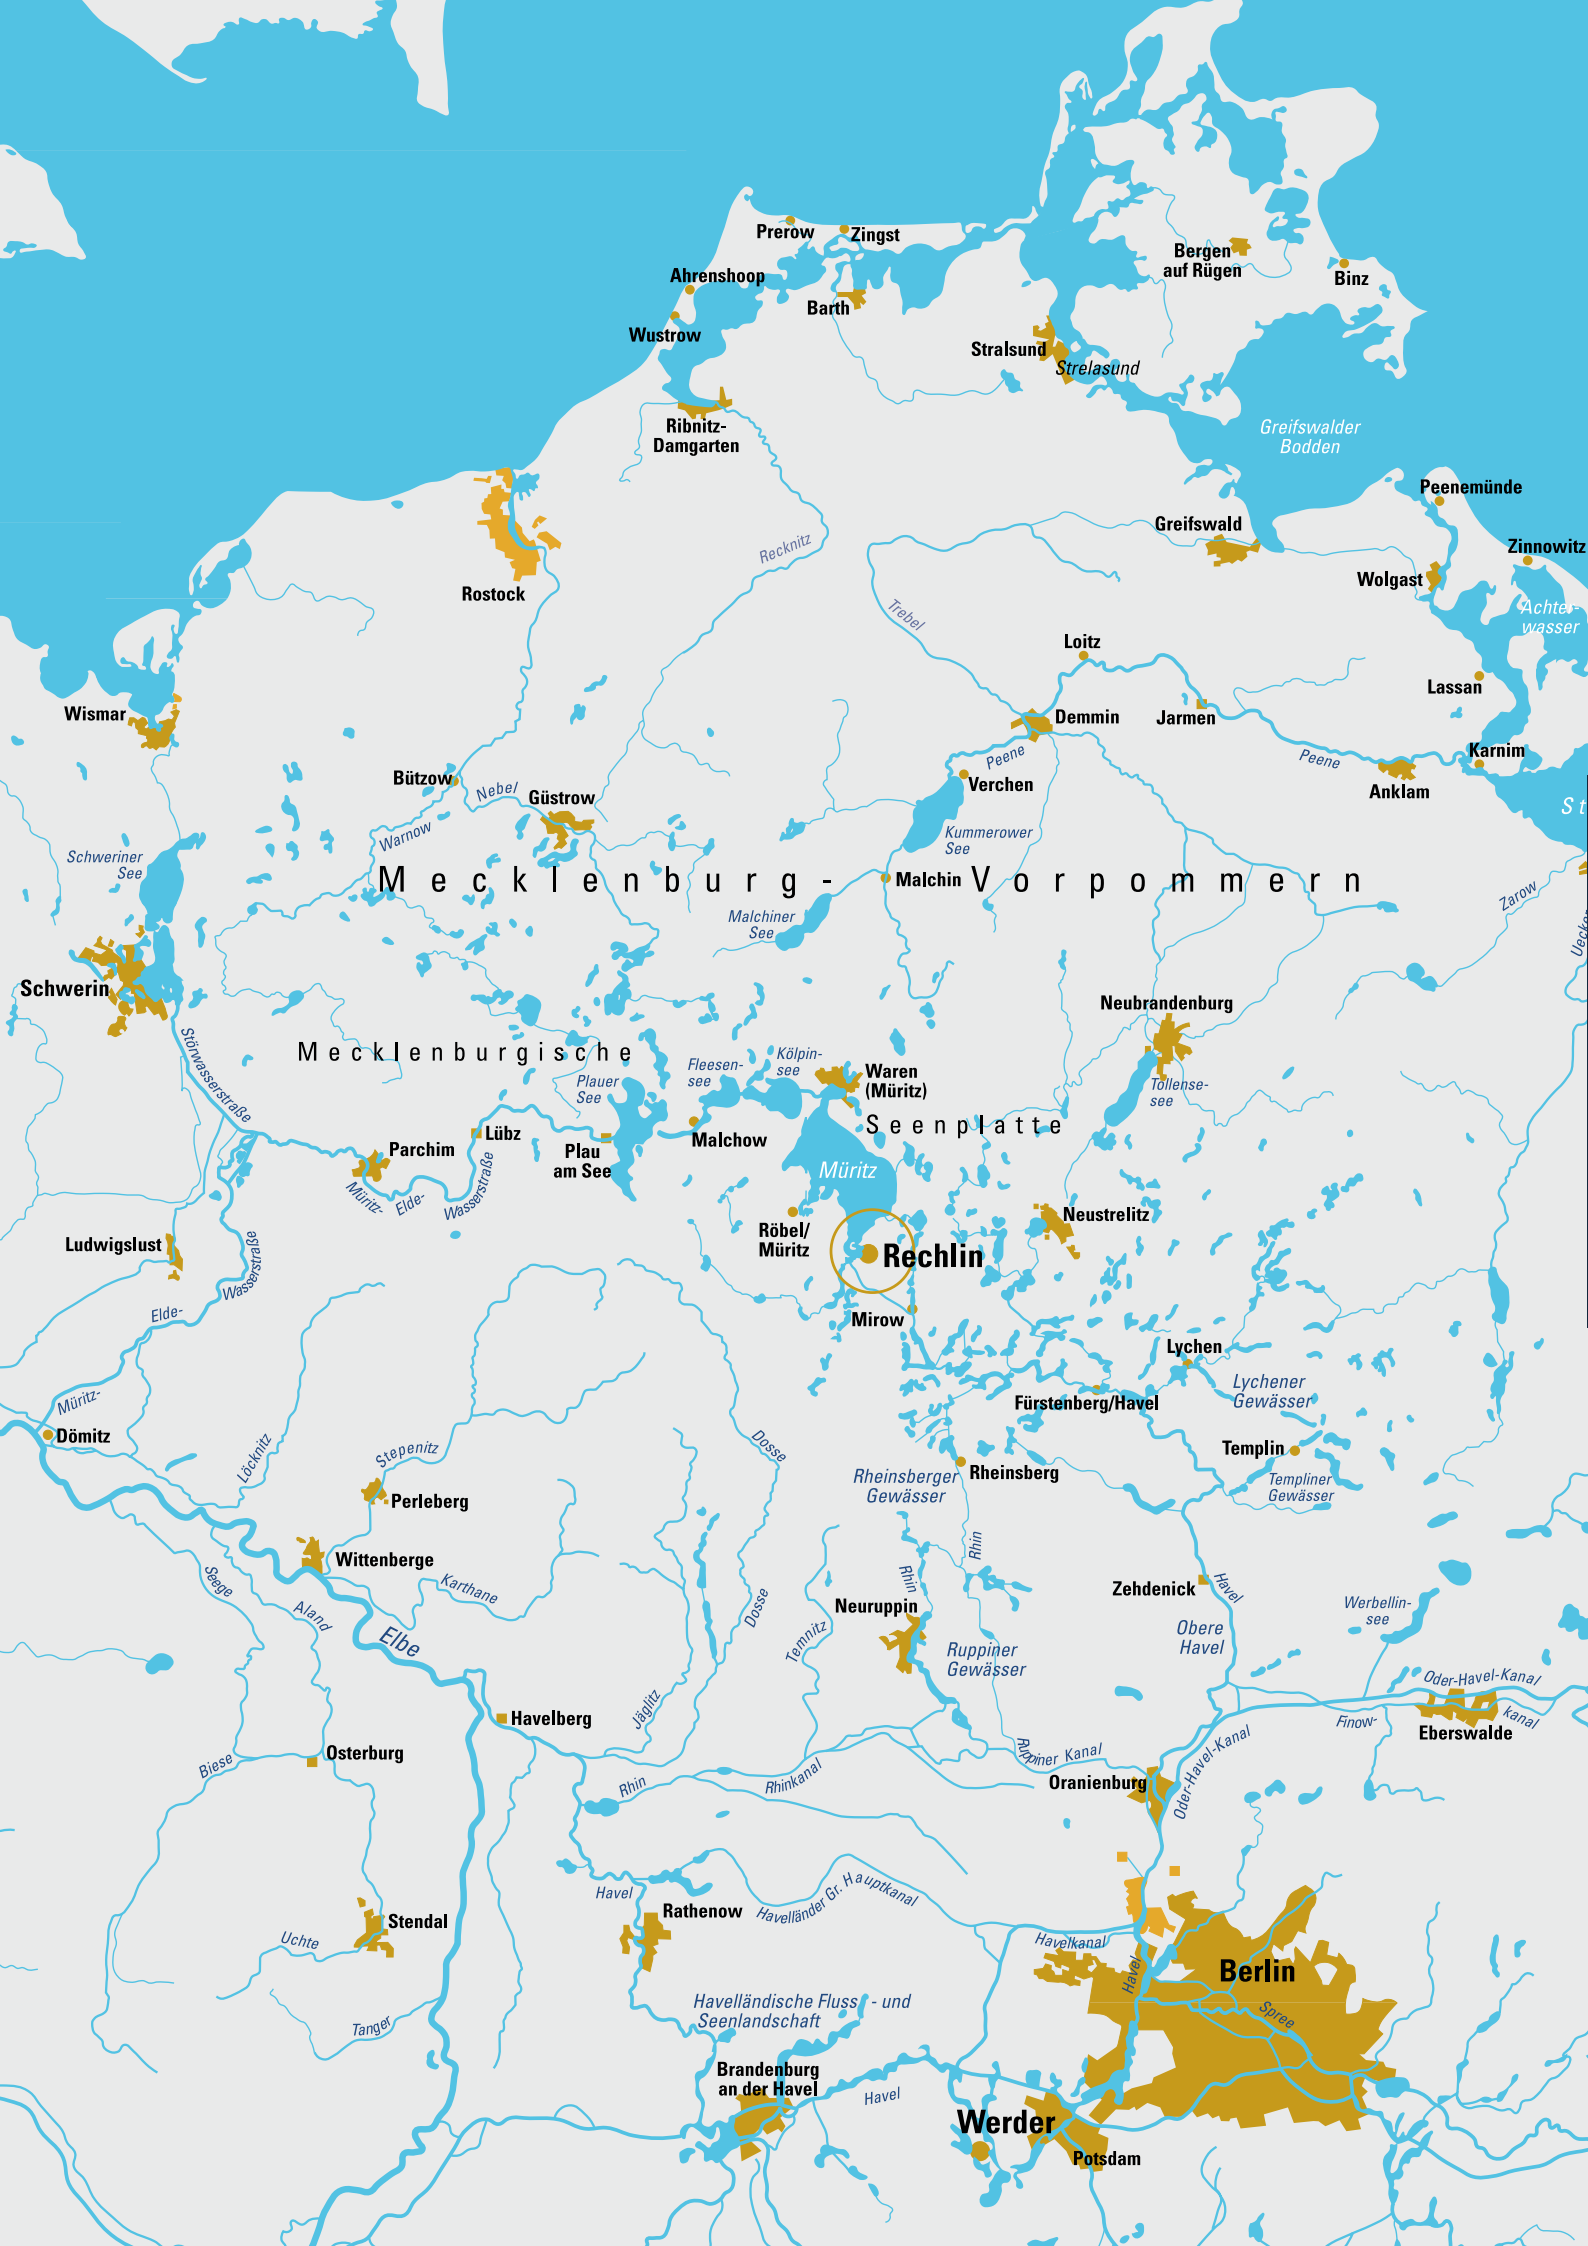 Prerow
Zingst
Bergen
auf Rügen
Binz
Ahrenshoop
Barth
Wustrow
Stralsund
Strelasund
Ribnitz-
Damgarten
Greifswalder
Bodden
Peenemünde
Greifswald
Zinnowitz
Recknitz
Wolgast
Rostock
Trebel
Achter-
wasser
Loitz
Lassan
Wismar
Demmin
Jarmen
Peene
Peene
Karnim
Bützow
Nebel
Güstrow
Verchen
Anklam
St
Warnow
Kummerower
See
Schweriner
See
Mecklenburg-
Malchin
Vorpommern
Zarow
Malchiner
See
Uecker
Schwerin
Neubrandenburg
Störwasserstraße
Mecklenburgische
Kölpin-
see
Fleesen-
see
Plauer
See
Waren
(Müritz)
Tollense-
see
Seenplatte
Lübz
Malchow
Parchim
Plau
am See
Müritz
Müritz-
Elde-
Wasserstraße
Röbel/
Müritz
Neustrelitz
Ludwigslust
Rechlin
Wasserstraße
Elde-
Mirow
Lychen
Müritz-
Lychener
Gewässer
Fürstenberg/Havel
Dömitz
Löcknitz
Stepenitz
Dosse
Templin
Rheinsberger
Gewässer
Rheinsberg
Templiner
Gewässer
Perleberg
Rhin
Wittenberge
Seege
Karthane
Rhin
Zehdenick
Havel
Dosse
Neuruppin
Werbellin-
see
Aland
Elbe
Temnitz
Obere
Havel
Ruppiner
Gewässer
Oder-Havel-Kanal
Jäglitz
Havelberg
Finow-
kanal
Eberswalde
Osterburg
Biese
Ruppiner Kanal
Oder-Havel-Kanal
Rhin
Rhinkanal
Oranienburg
Havel
Havelländer Gr. Hauptkanal
Rathenow
Stendal
Uchte
Havelkanal
Berlin
Havel
Havelländische Fluss- und
Seenlandschaft
Spree
Tanger
Brandenburg
an der Havel
Havel
Werder
Potsdam